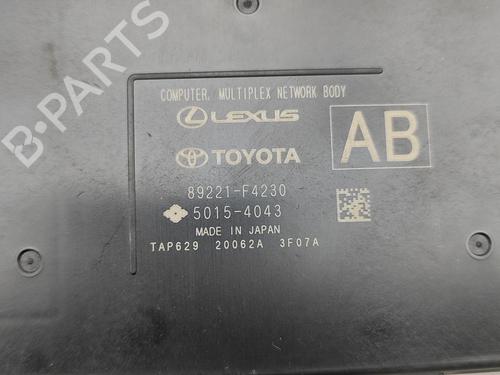 COMPUTER, MULTIPLEX NETWORK BODY
LEXUS
TOYOTA
AB
89221-F4230
5015-4043
MADE IN JAPAN
TAP629 20062A 3F07A
B-PARTS